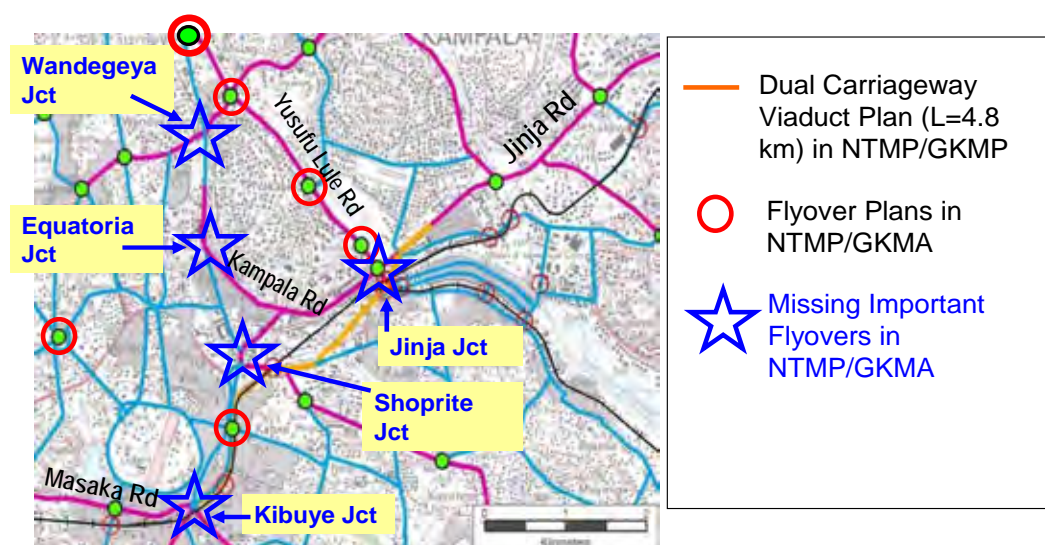 KAMPALA
Wandegeya
Jct
Yusufu Lule Rd
Jinja Rd
Equatoria
Jct
Kampala Rd
Jinja Jct
Shoprite
Jct
Masaka Rd
Kibuye Jct
Kilometers
Dual Carriageway
Viaduct Plan (L=4.8
km) in NTMP/GKMP
Flyover Plans in
NTMP/GKMA
Missing Important
Flyovers in
NTMP/GKMA